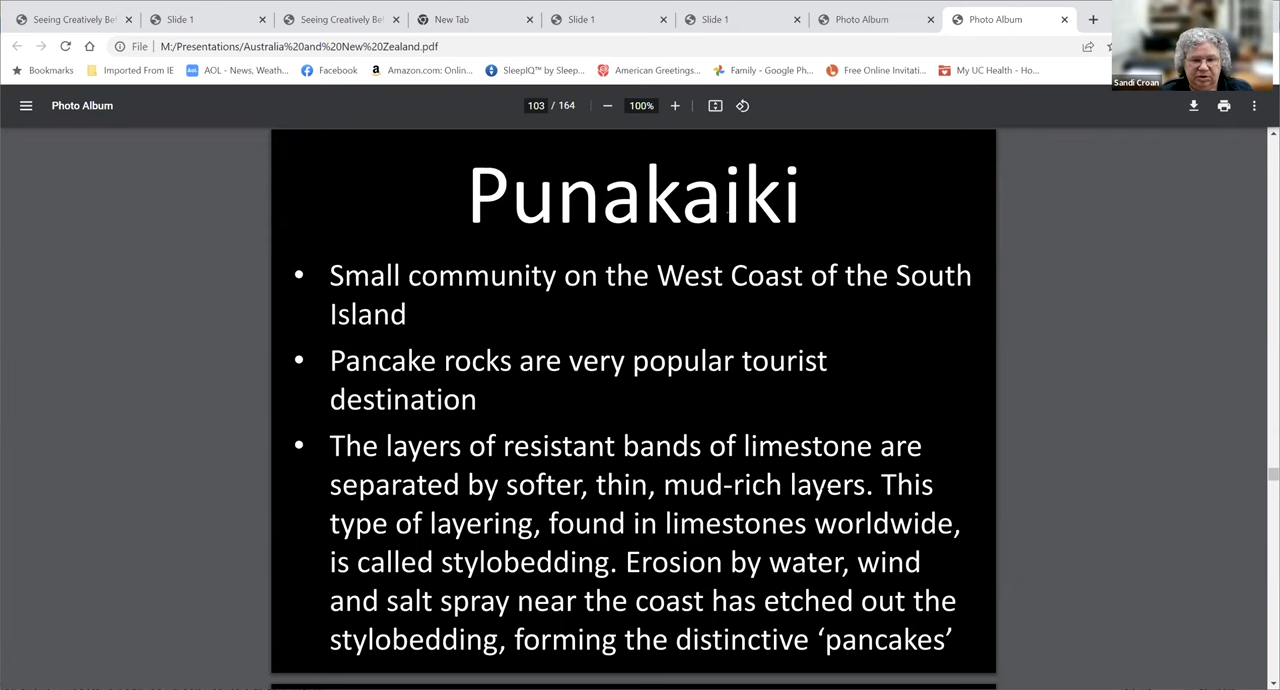 Seeing Creatively Bef
Slide 1
Seeing Creatively Bef
New Tab
Slide 1
Slide 1
Photo Album
Photo Album
File
M:/Presentations/Australia%20and%20New%20Zealand.pdf
Bookmarks
Imported From IE
AOL - News, Weath...
Facebook
Amazon.com: Onlin...
SleepIQ™ by Sleep...
American Greetings...
Family - Google Ph...
Free Online Invitati...
My UC Health - Ho...
Sandi Croan
Photo Album
103 / 164
100%
Punakaiki
• Small community on the West Coast of the South
Island
• Pancake rocks are very popular tourist
destination
• The layers of resistant bands of limestone are
separated by softer, thin, mud-rich layers. This
type of layering, found in limestones worldwide,
is called stylobedding. Erosion by water, wind
and salt spray near the coast has etched out the
stylobedding, forming the distinctive ‘pancakes’